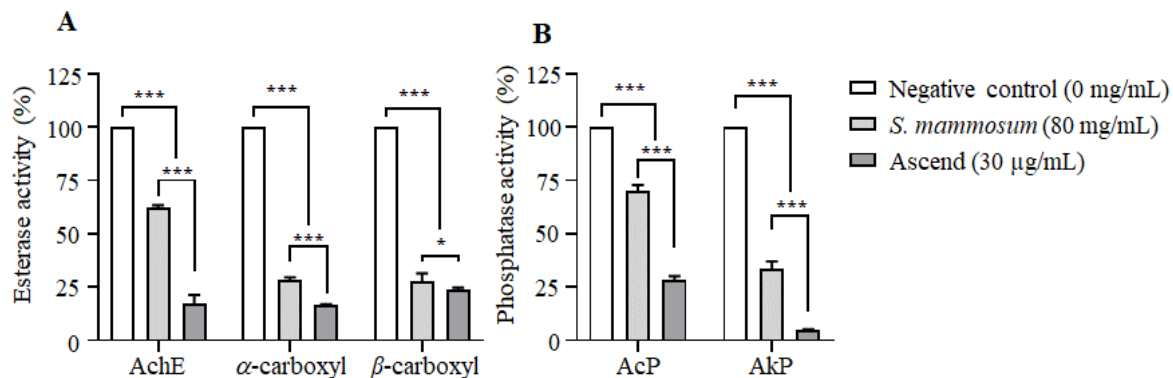 A
Esterase activity (%)
125
100
75
50
25
0
***
***
***
***
***
*
AchE
α-carboxyl
β-carboxyl
B
Phosphatase activity (%)
125
100
75
50
25
0
***
***
***
***
AcP
AkP
Negative control (0 mg/mL)
S. mammosum (80 mg/mL)
Ascend (30 µg/mL)